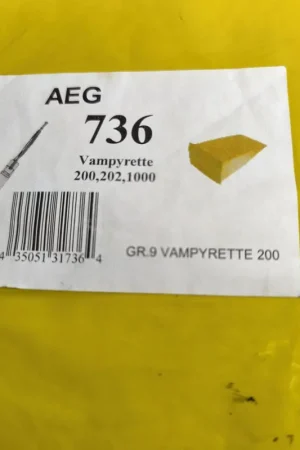 AEG
736
Vampyrette
200,202,1000
4 35051 31736 4
GR.9 VAMPYRETTE 200